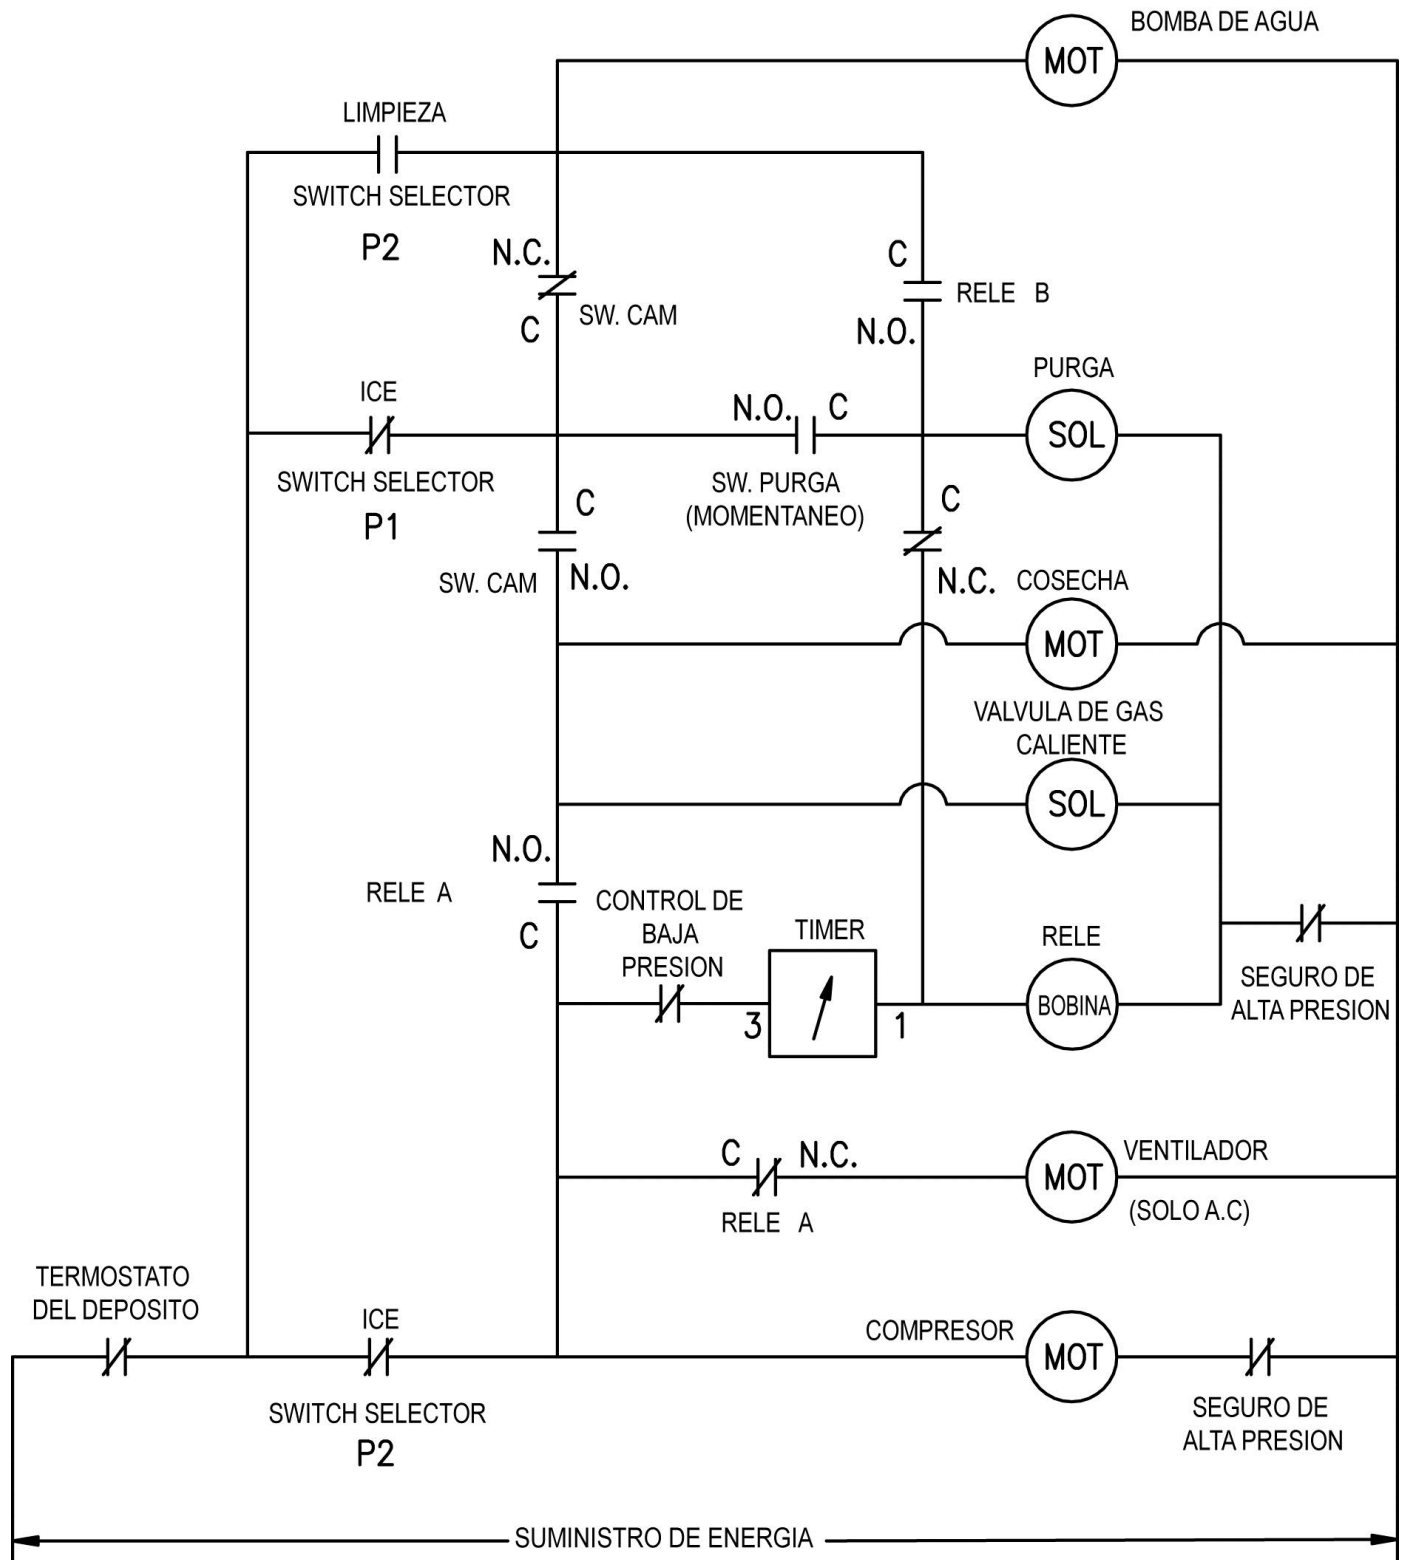 BOMBA DE AGUA
MOT
LIMPIEZA
SWITCH SELECTOR
P2
N.C.
C
SW. CAM
C
RELE B
N.O.
ICE
SWITCH SELECTOR
P1
N.O.
C
SW. PURGA
(MOMENTANEO)
PURGA
SOL
C
N.O.
SW. CAM
C
N.C.
COSECHA
MOT
VALVULA DE GAS
CALIENTE
SOL
N.O.
RELE A
C
CONTROL DE
BAJA
PRESION
TIMER
3
1
RELE
BOBINA
SEGURO DE
ALTA PRESION
C
N.C.
RELE A
MOT
VENTILADOR
(SOLO A.C)
TERMOSTATO
DEL DEPOSITO
ICE
SWITCH SELECTOR
P2
COMPRESOR
MOT
SEGURO DE
ALTA PRESION
SUMINISTRO DE ENERGIA